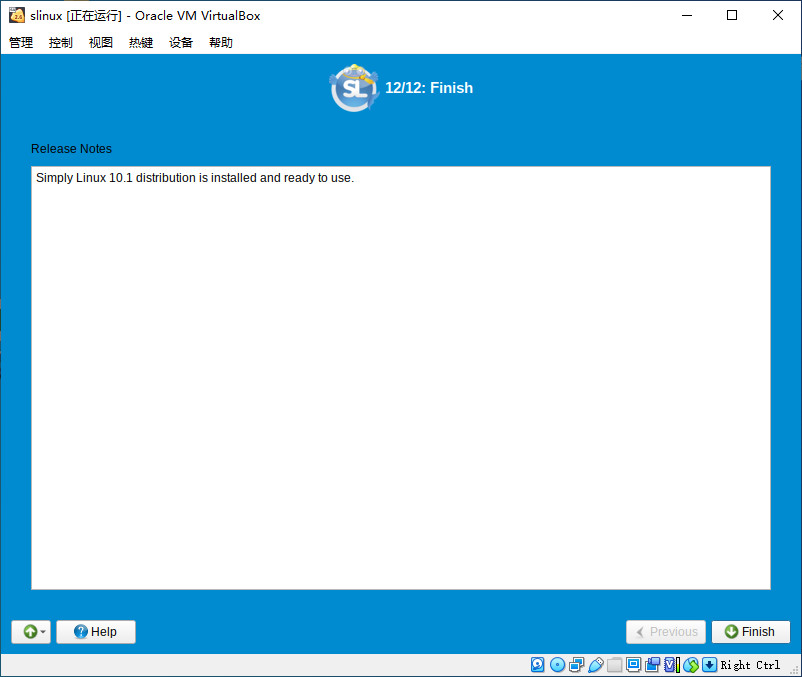 slinux [正在运行] - Oracle VM VirtualBox
管理 控制 视图 热键 设备 帮助
SL 12/12: Finish
Release Notes
Simply Linux 10.1 distribution is installed and ready to use.
Help Previous Finish
Right Ctrl